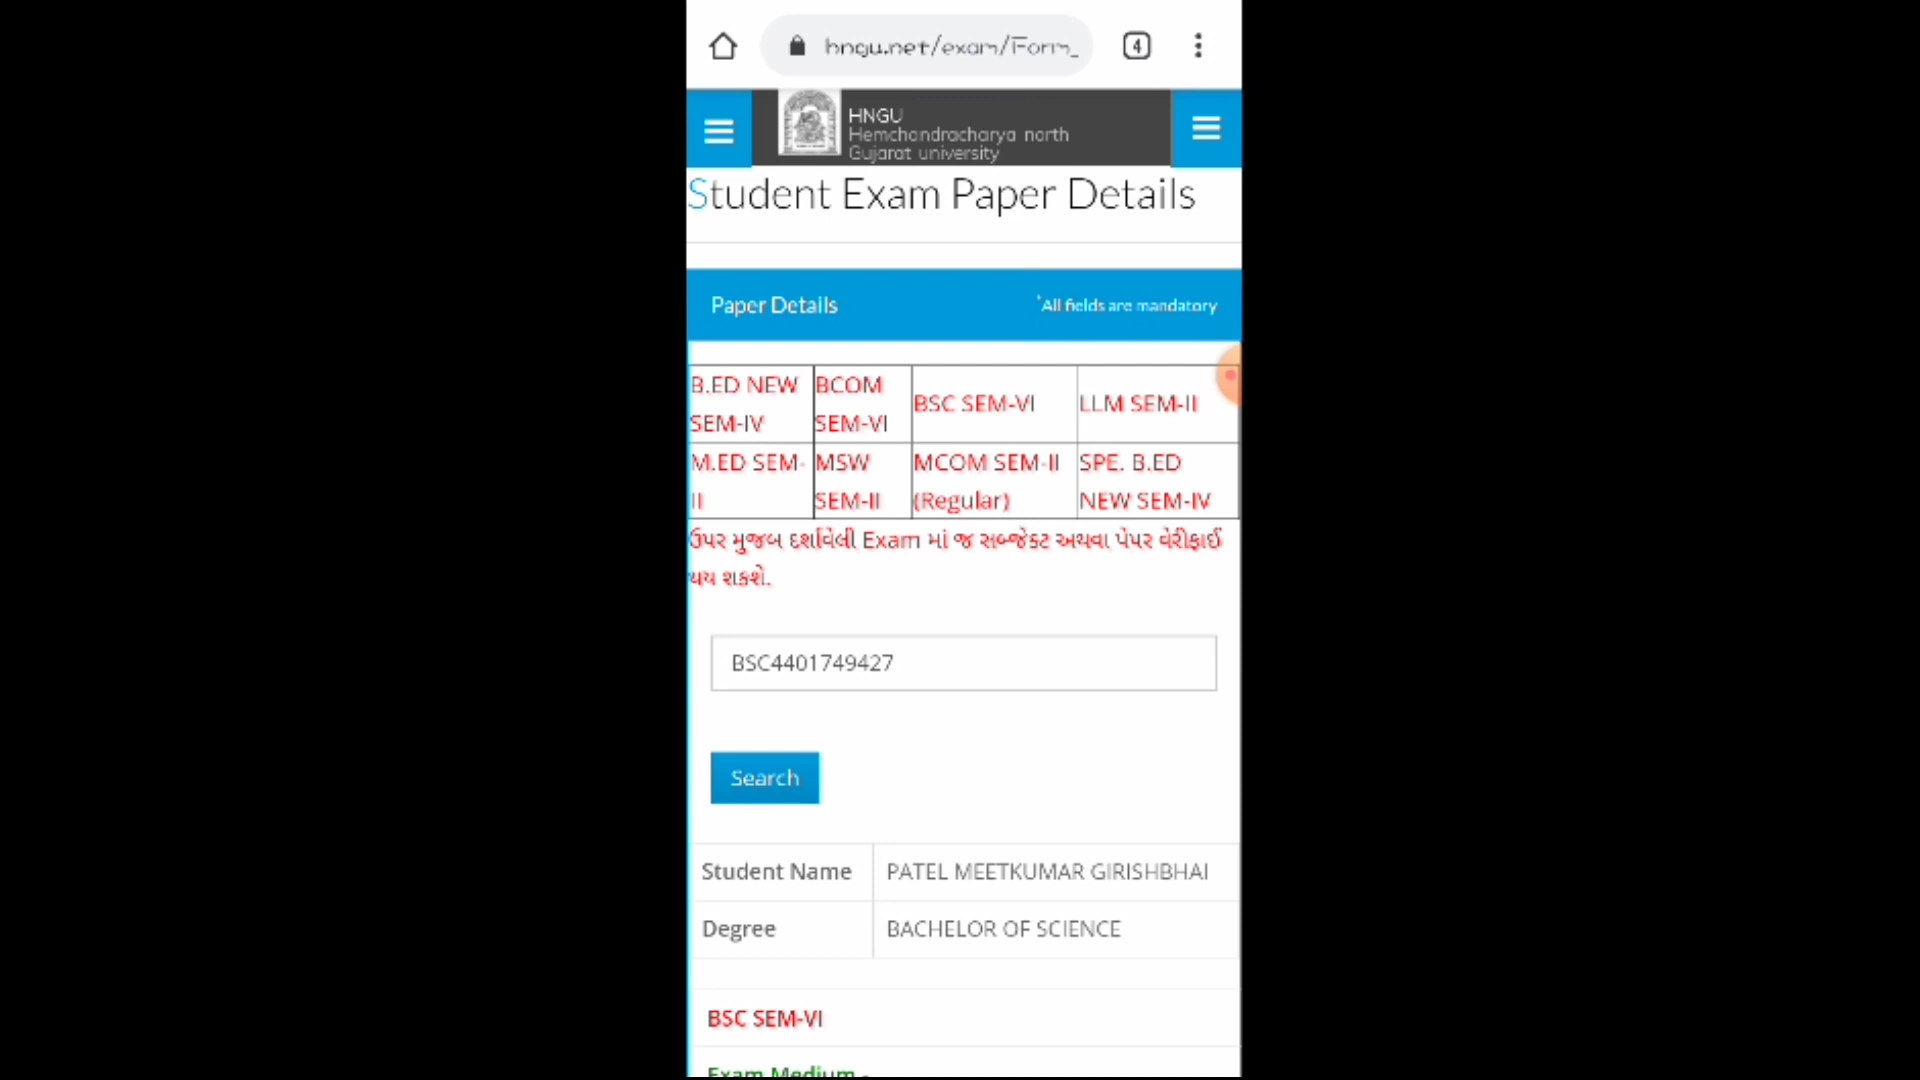 hngu.net/exam/Form_
4
HNGU
Hemchandracharya north
Gujarat university
Student Exam Paper Details
Paper Details
*All fields are mandatory
B.ED NEW SEM-IV
BCOM SEM-VI
BSC SEM-VI
LLM SEM-II
M.ED SEM-II
MSW SEM-II
MCOM SEM-II (Regular)
SPE. B.ED NEW SEM-IV
ઉપર મુજબ દર્શાવેલી Exam માં જ સબ્જેક્ટ અથવા પેપર વેરીફાઈ
થય શકશે.
BSC4401749427
Search
Student Name PATEL MEETKUMAR GIRISHBHAI
Degree BACHELOR OF SCIENCE
BSC SEM-VI
Exam Medium -